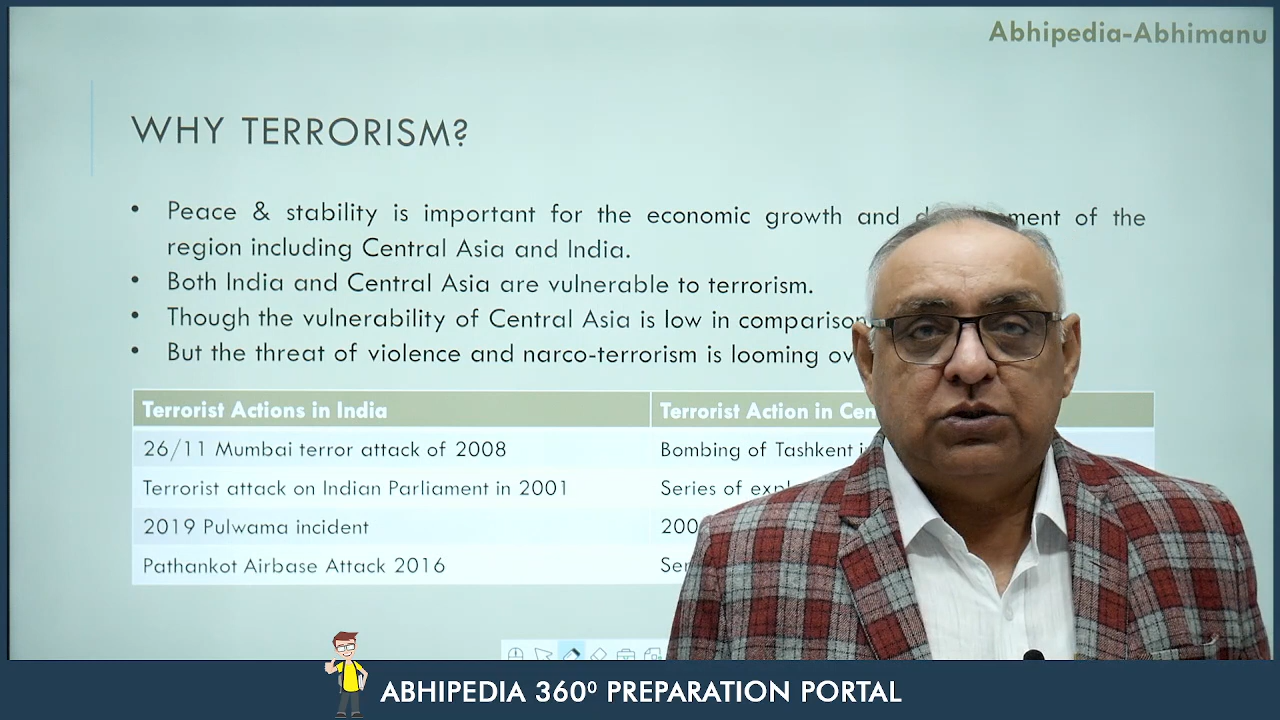 Abhipedia-Abhimanu
WHY TERRORISM?
• Peace & stability is important for the economic growth and ment of the
region including Central Asia and India.
• Both India and Central Asia are vulnerable to terrorism.
• Though the vulnerability of Central Asia is low in comparison
• But the threat of violence and narco-terrorism is looming
Terrorist Actions in India
Terrorist Action in
26/11 Mumbai terror attack of 2008
Bombing of Tashkent
Terrorist attack on Indian Parliament in 2001
Series of
2019 Pulwama incident
Pathankot Airbase Attack 2016
ABHIPEDIA 360⁰ PREPARATION PORTAL